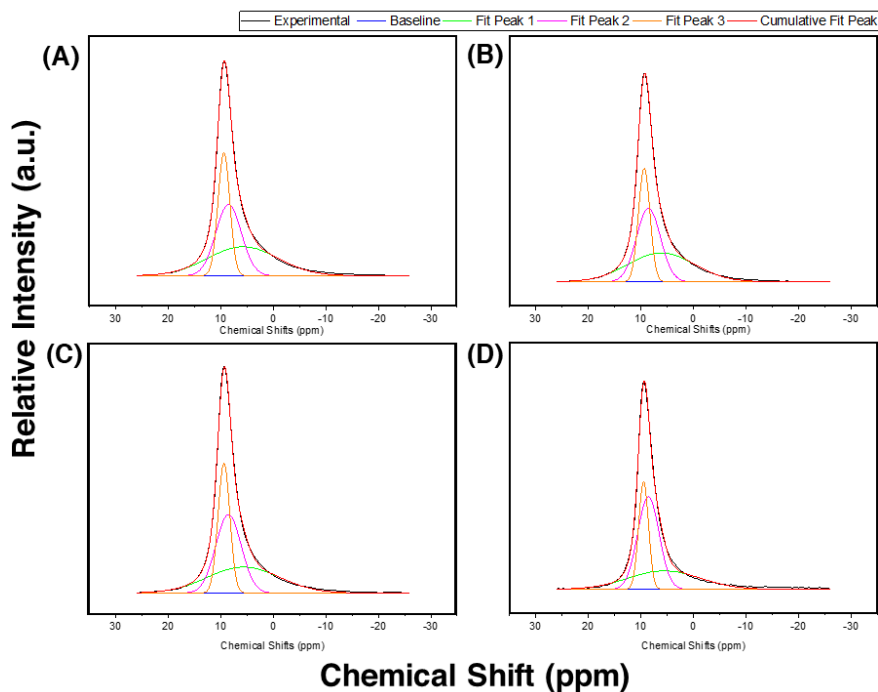 Experimental Baseline Fit Peak 1 Fit Peak 2 Fit Peak 3 Cumulative Fit Peak
(A) (B)
30 20 10 0 -10 -20 -30
Chemical Shifts (ppm)
30 20 10 0 -10 -20 -30
Chemical Shifts (ppm)
Relative Intensity (a.u.)
(C) (D)
30 20 10 0 -10 -20 -30
Chemical Shifts (ppm)
30 20 10 0 -10 -20 -30
Chemical Shifts (ppm)
Chemical Shift (ppm)